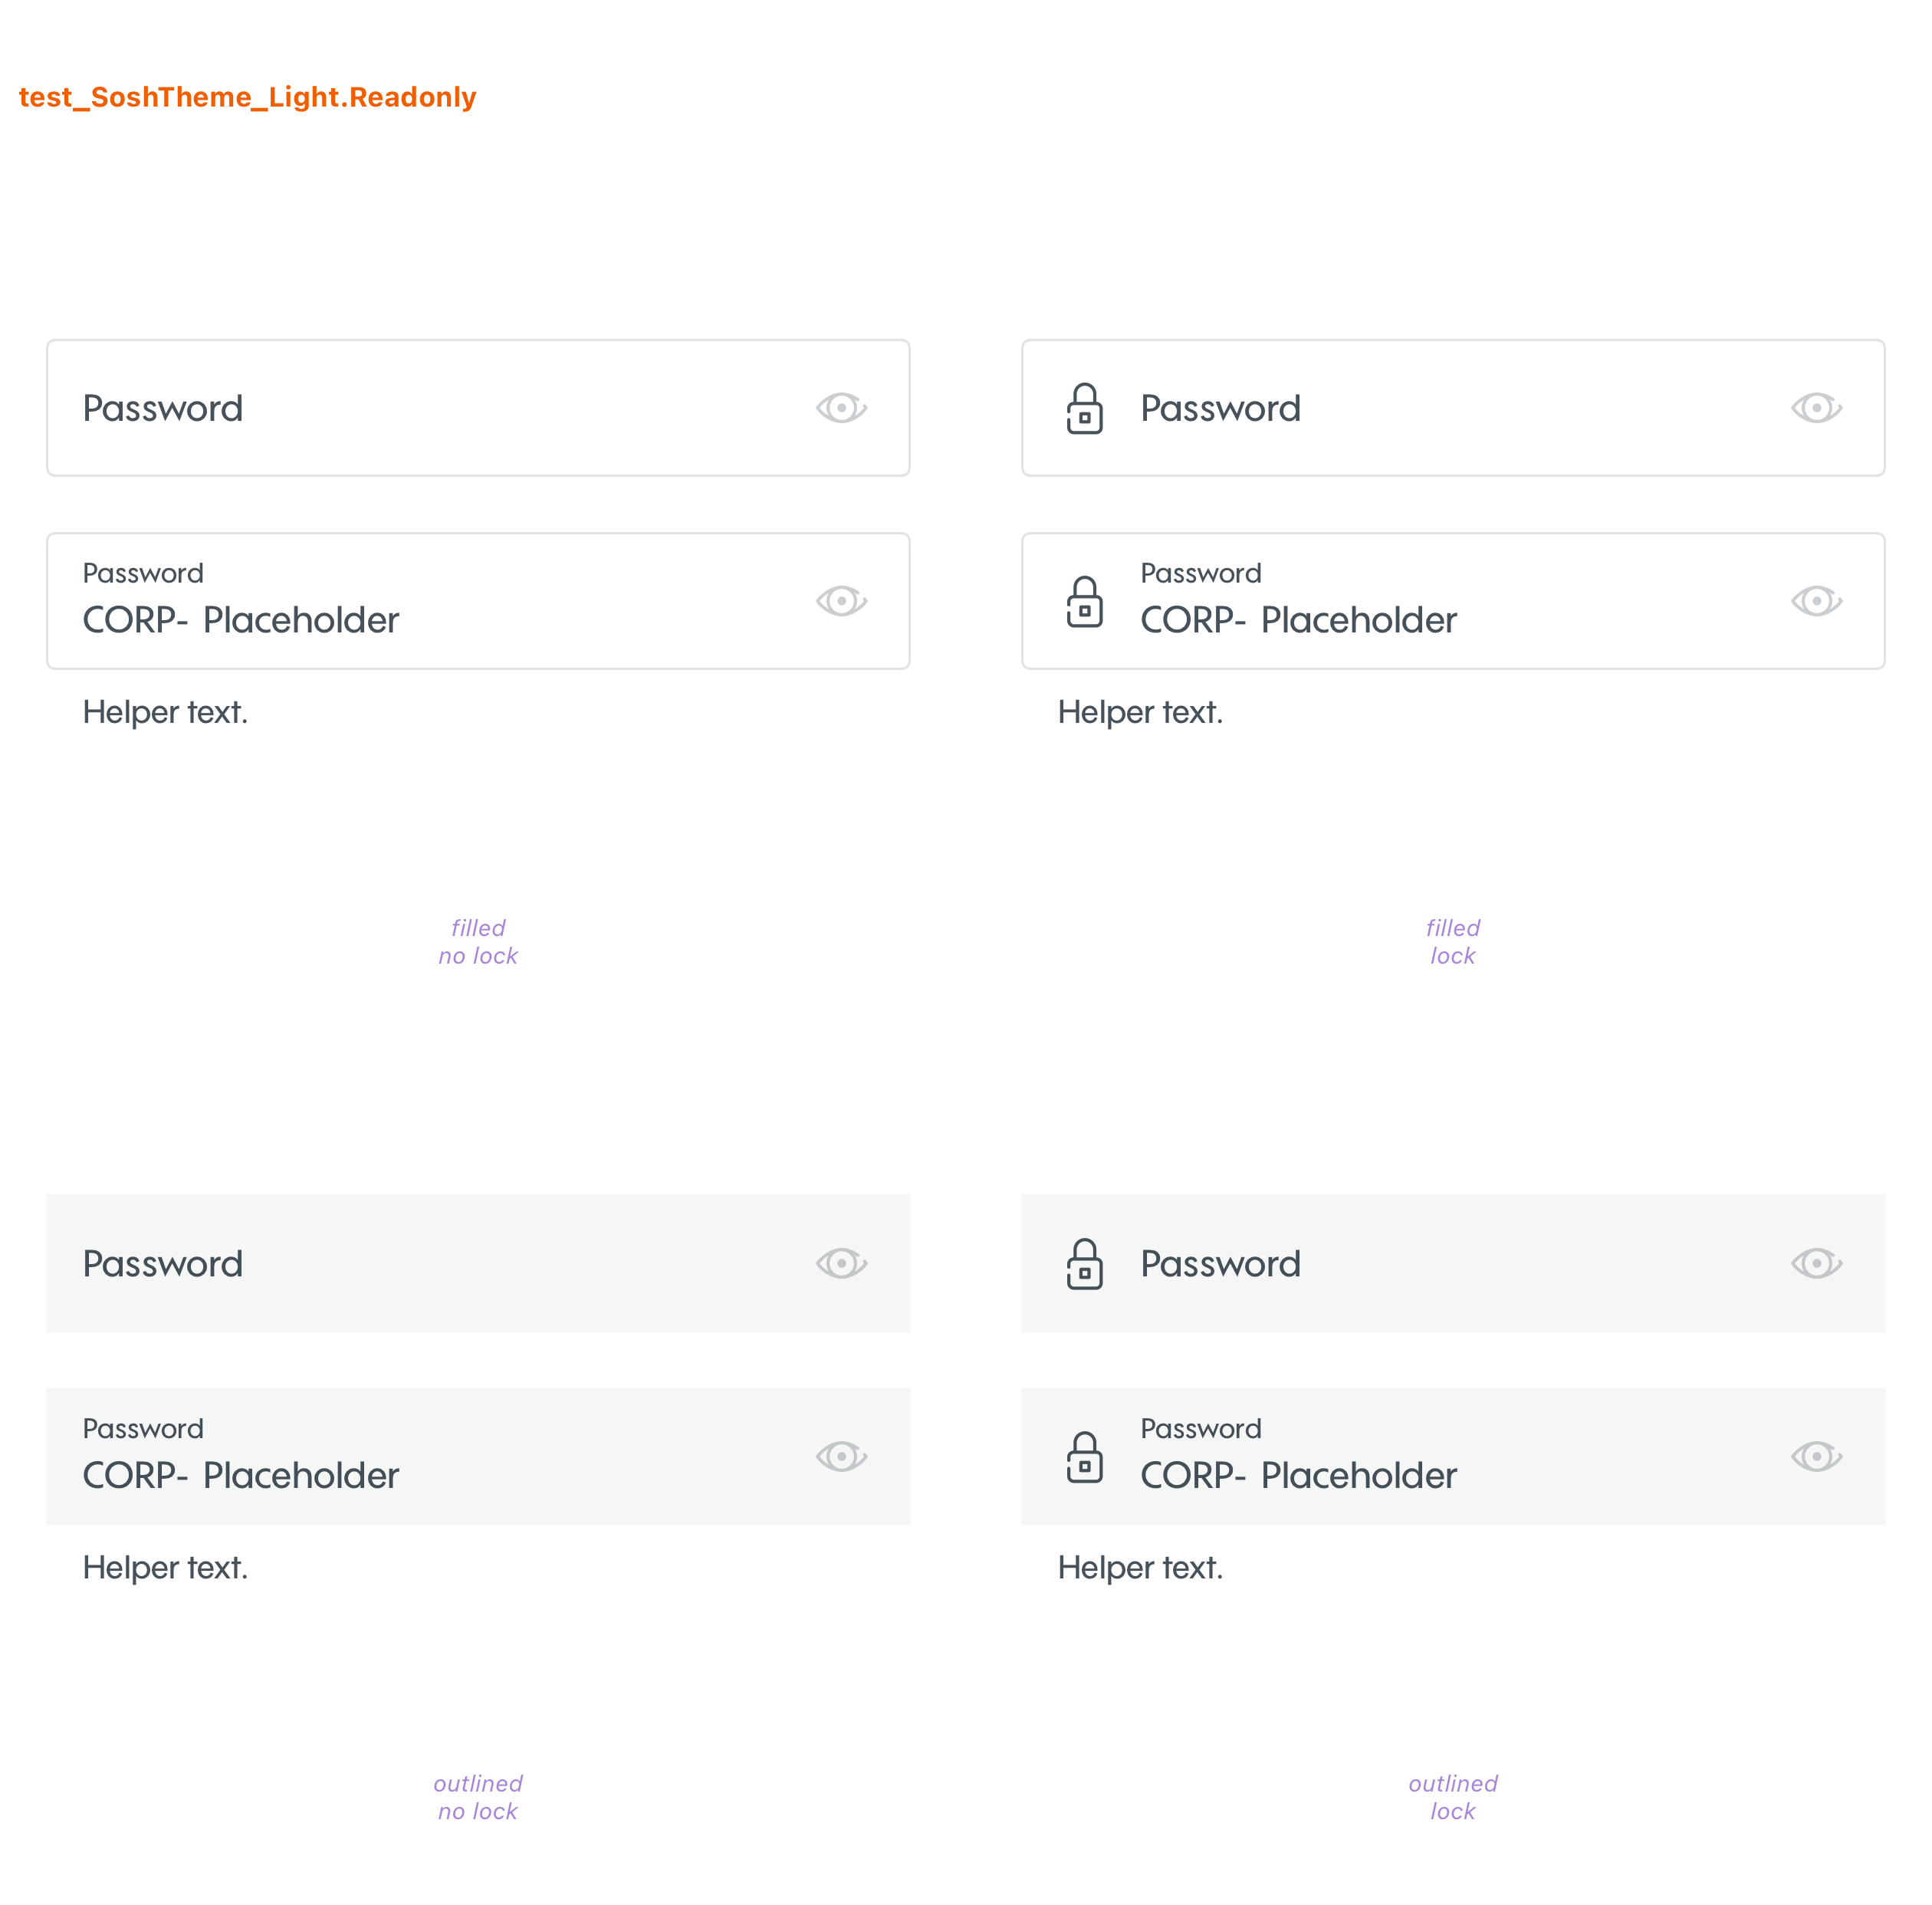 test_SoshTheme_Light.Readonly
Password
Password
Password
CORP- Placeholder
Helper text.
Password
CORP- Placeholder
Helper text.
filled
no lock
filled
lock
Password
Password
Password
CORP- Placeholder
Helper text.
Password
CORP- Placeholder
Helper text.
outlined
no lock
outlined
lock